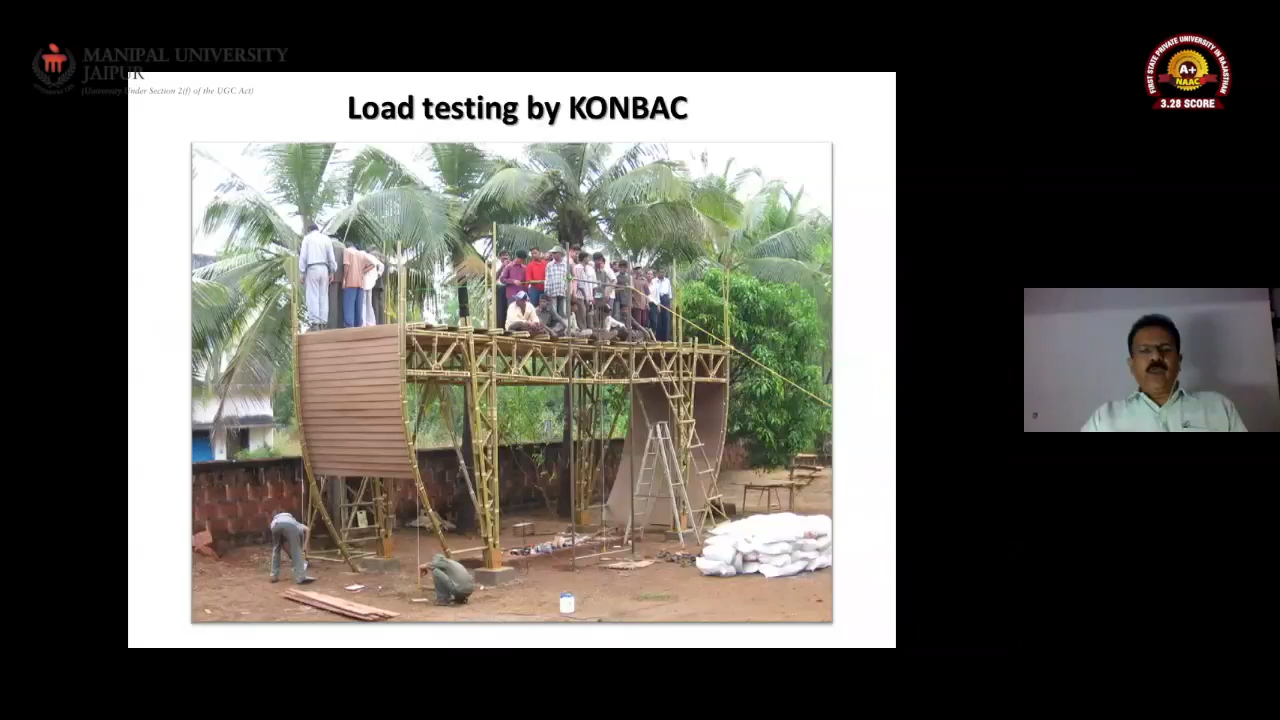 MANIPAL UNIVERSITY
JAIPUR
(University Under Section 2(f) of the UGC Act)
Load testing by KONBAC
FIRST STATE PRIVATE UNIVERSITY IN RAJASTHAN
A+
NAAC
3.28 SCORE